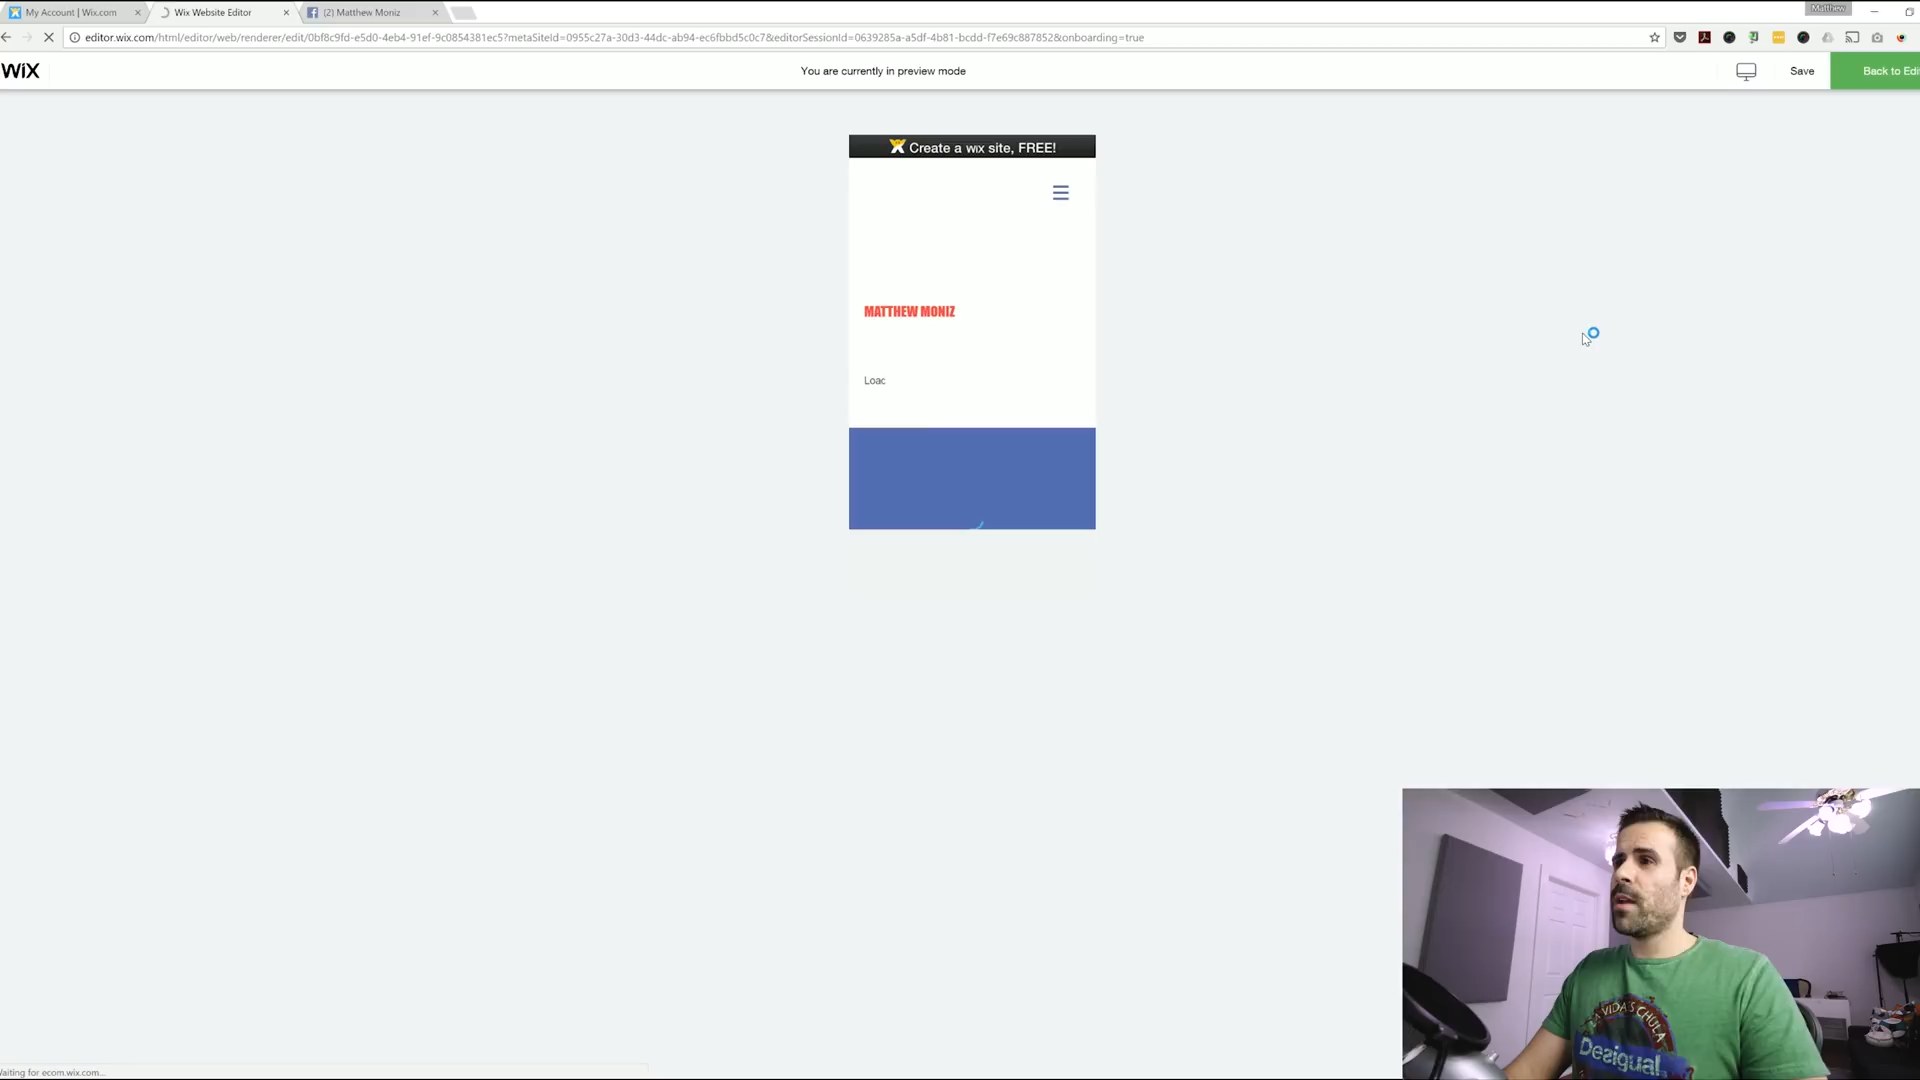 My Account | Wix.com
Wix Website Editor
(2) Matthew Moniz
Matthew
editor.wix.com/html/editor/web/renderer/edit/0bf8c9fd-e5d0-4eb4-91ef-9c0854381ec5?metaSiteId=0955c27a-30d3-44dc-ab94-ec6fbbd5c0c7&editorSessionId=0639285a-a5df-4b81-bcdd-f7e69c887852&onboarding=true
WiX
You are currently in preview mode
Save
Back to Edi
Create a wix site, FREE!
MATTHEW MONIZ
Loac
VIDA'S CHULA
Desigual
aiting for ecom.wix.com...